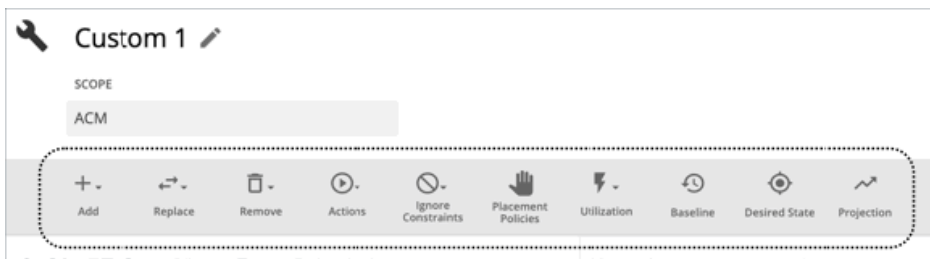 Custom 1
SCOPE
ACM
Add
Replace
Remove
Actions
Ignore
Constraints
Placement
Policies
Utilization
Baseline
Desired State
Projection